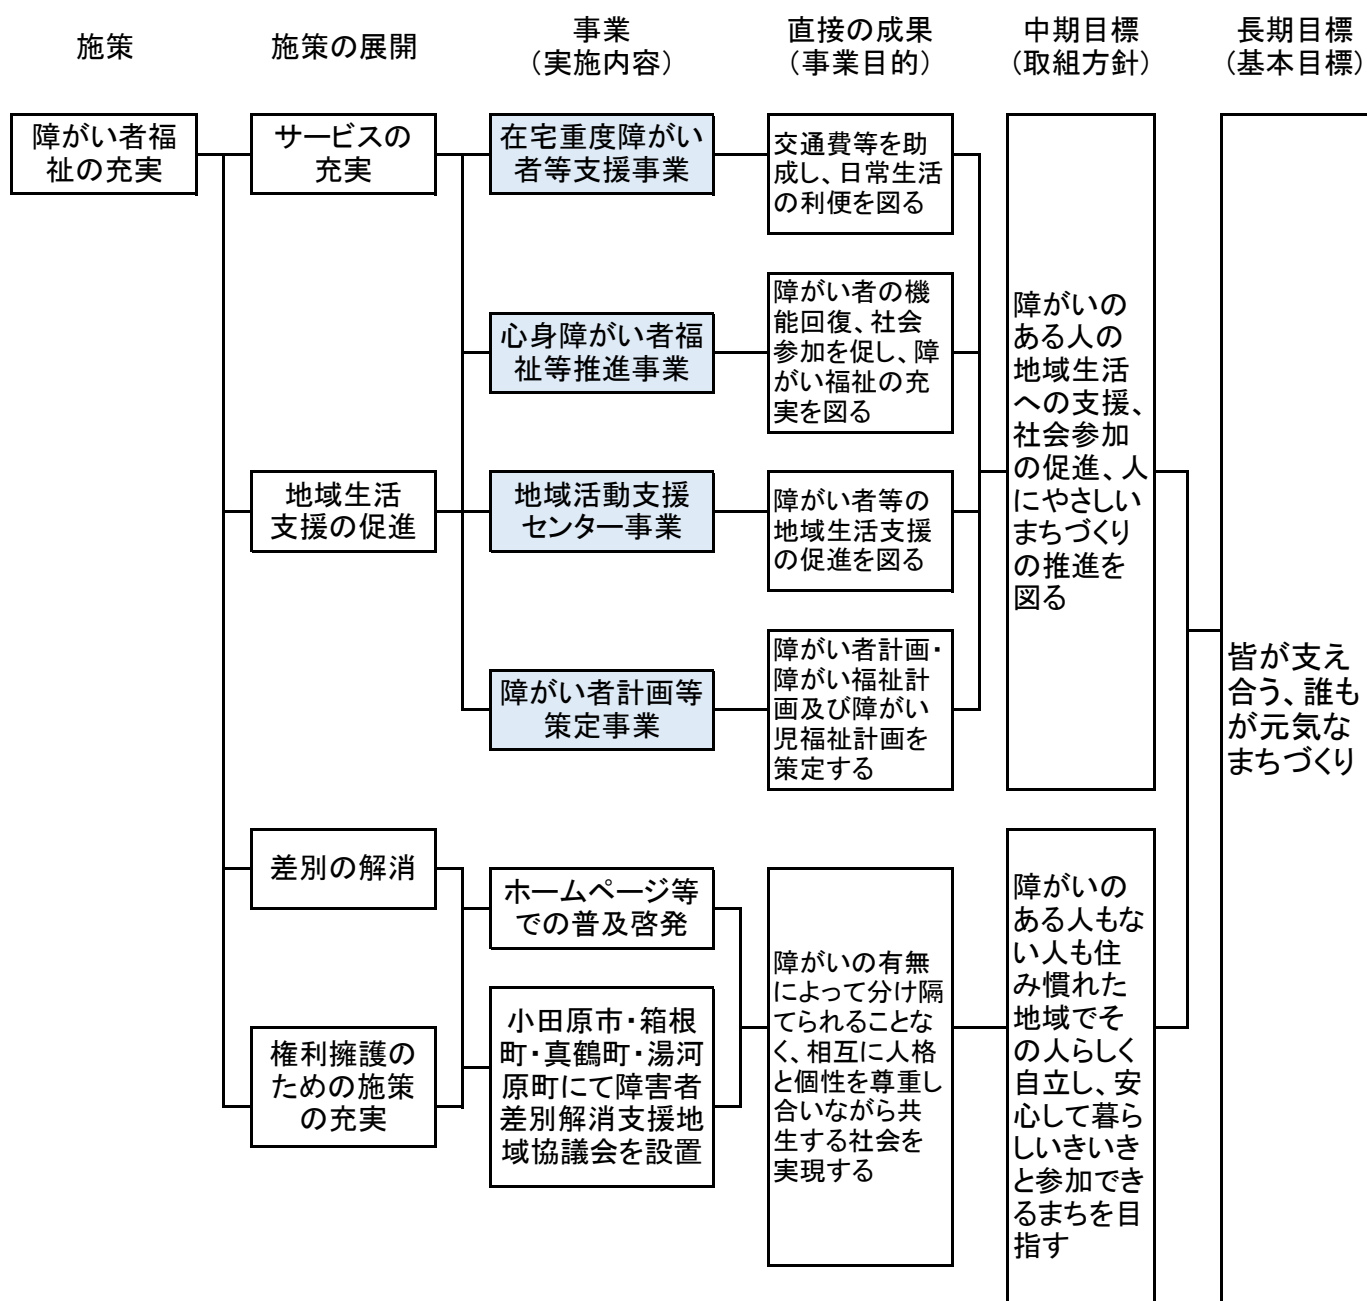 施策
施策の展開
事業
（実施内容）
直接の成果
（事業目的）
中期目標
（取組方針）
長期目標
（基本目標）
障がい者福
祉の充実
サービスの
充実
在宅重度障がい
者等支援事業
交通費等を助
成し、日常生活
の利便を図る
心身障がい者福
祉等推進事業
障がい者の機
能回復、社会
参加を促し、障
がい福祉の充
実を図る
地域生活
支援の促進
地域活動支援
センター事業
障がい者等の
地域生活支援
の促進を図る
障がい者計画等
策定事業
障がい者計画・
障がい福祉計
画及び障がい
児福祉計画を
策定する
障がいの
ある人の
地域生活
への支援、
社会参加
の促進、人
にやさしい
まちづくり
の推進を
図る
皆が支え
合う、誰も
が元気な
まちづくり
差別の解消
ホームページ等
での普及啓発
権利擁護の
ための施策
の充実
小田原市・箱根
町・真鶴町・湯河
原町にて障害者
差別解消支援地
域協議会を設置
障がいの有無
によって分け隔
てられることな
く、相互に人格
と個性を尊重し
合いながら共
生する社会を
実現する
障がいの
ある人もな
い人も住
み慣れた
地域でそ
の人らしく
自立し、安
心して暮ら
しいきいき
と参加でき
るまちを目
指す